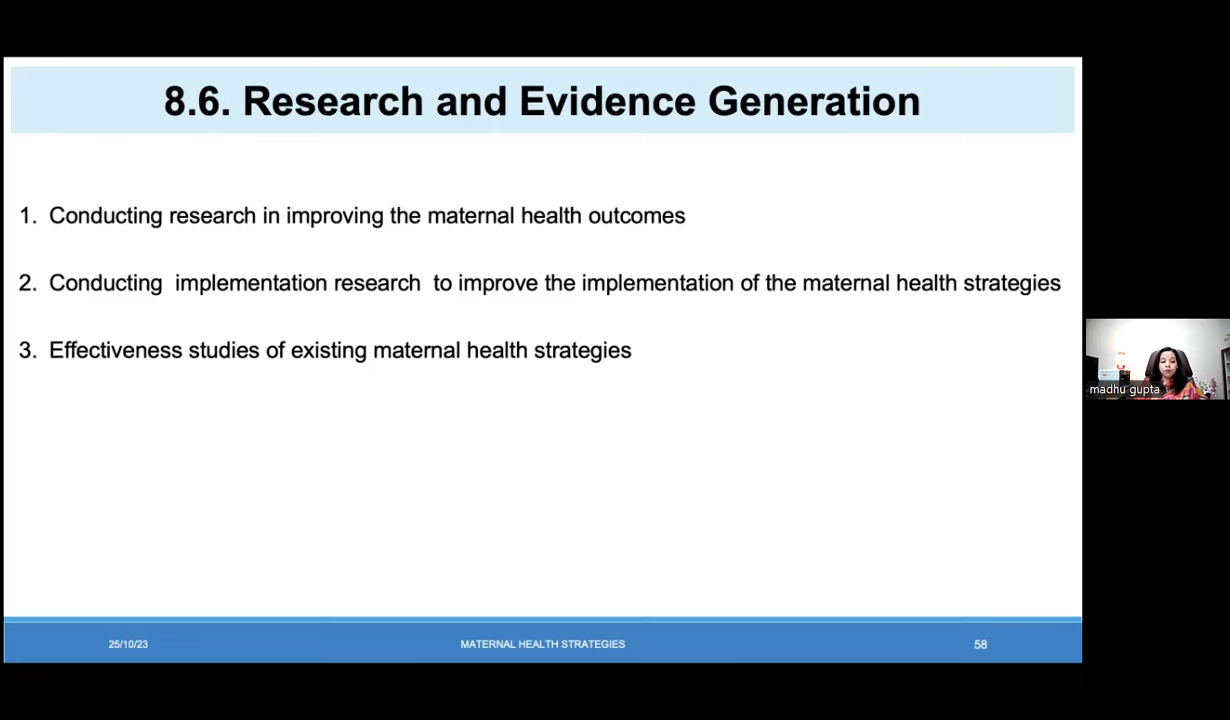 8.6. Research and Evidence Generation
1. Conducting research in improving the maternal health outcomes
2. Conducting implementation research to improve the implementation of the maternal health strategies
3. Effectiveness studies of existing maternal health strategies
madhu gupta
25/10/23 MATERNAL HEALTH STRATEGIES 58